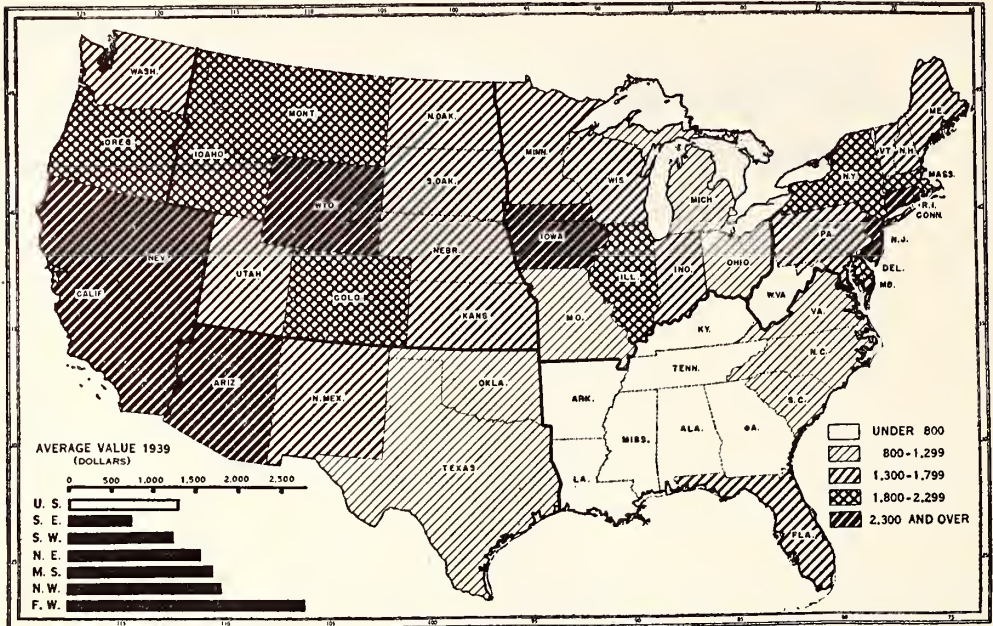 WASH.
MONT.
N. DAK.
MINN.
ME.
OREG.
IDAHO
S. DAK.
WIS.
MICH.
VT.
N.H.
N.Y.
MASS.
R.I.
CONN.
WYO.
NEBR.
IOWA
PA.
N.J.
NEV.
UTAH
COLO.
ILL.
IND.
OHIO
DEL.
MD.
CALIF.
KANS.
MO.
W.VA.
VA.
KY.
ARIZ.
N. MEX.
OKLA.
ARK.
TENN.
N.C.
S.C.
TEXAS
LA.
MISS.
ALA.
GA.
FLA.
AVERAGE VALUE 1939
(DOLLARS)
0 500 1,000 1,500 2,000 2,500
U. S.
S. E.
S. W.
N. E.
M. S.
N. W.
F. W.
UNDER 800
800-1,299
1,300-1,799
1,800-2,299
2,300 AND OVER